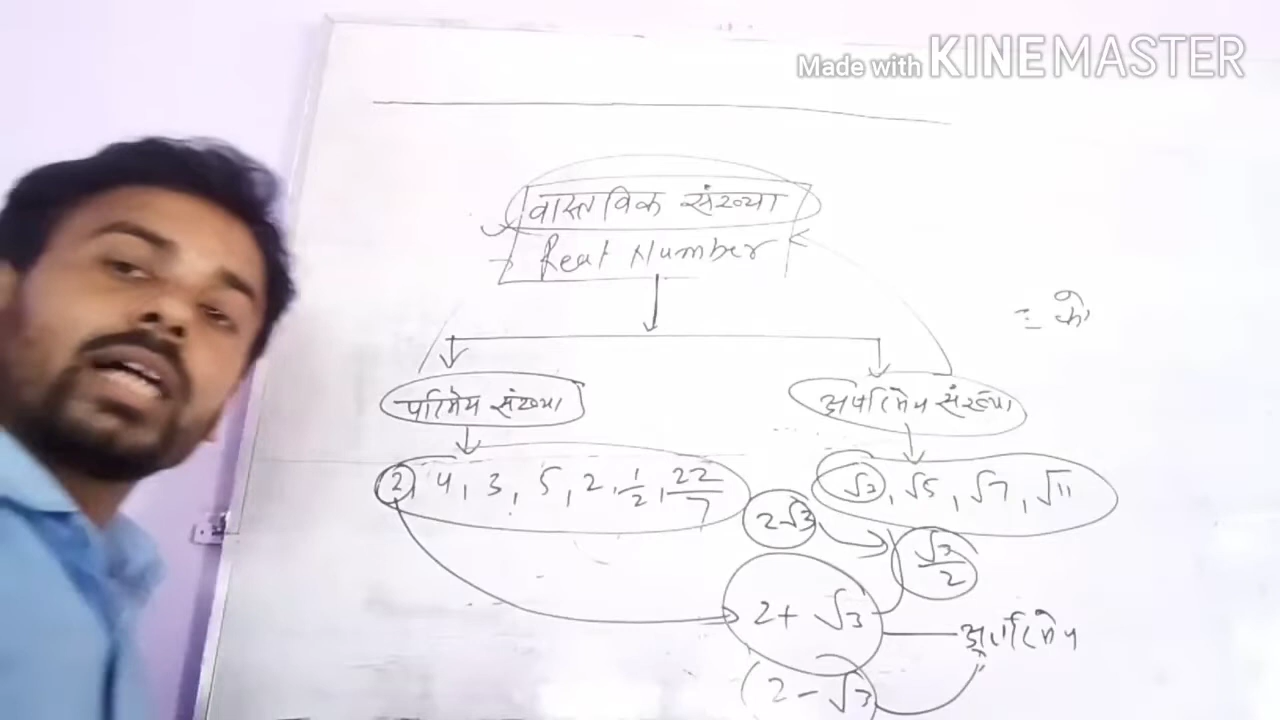 Made with KINEMASTER
वास्तविक संख्या
Real Number
= के
परिमेय संख्या
अपरिमेय संख्या
2, 4, 3, 5, 2, 1/2, 22/7
√3, √5, √7, √11
2√3
√3/2
2+ √3
अपरिमेय
2 - √3